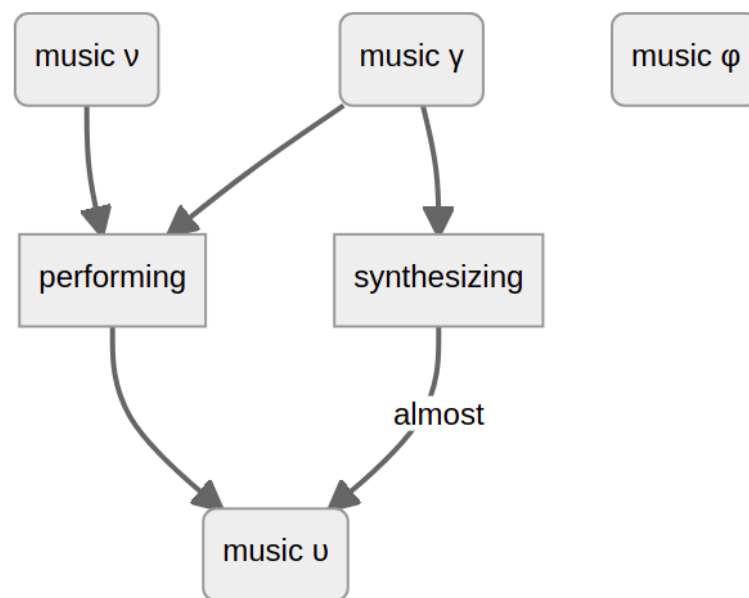 music ν
music γ
music φ
performing
synthesizing
almost
music υ